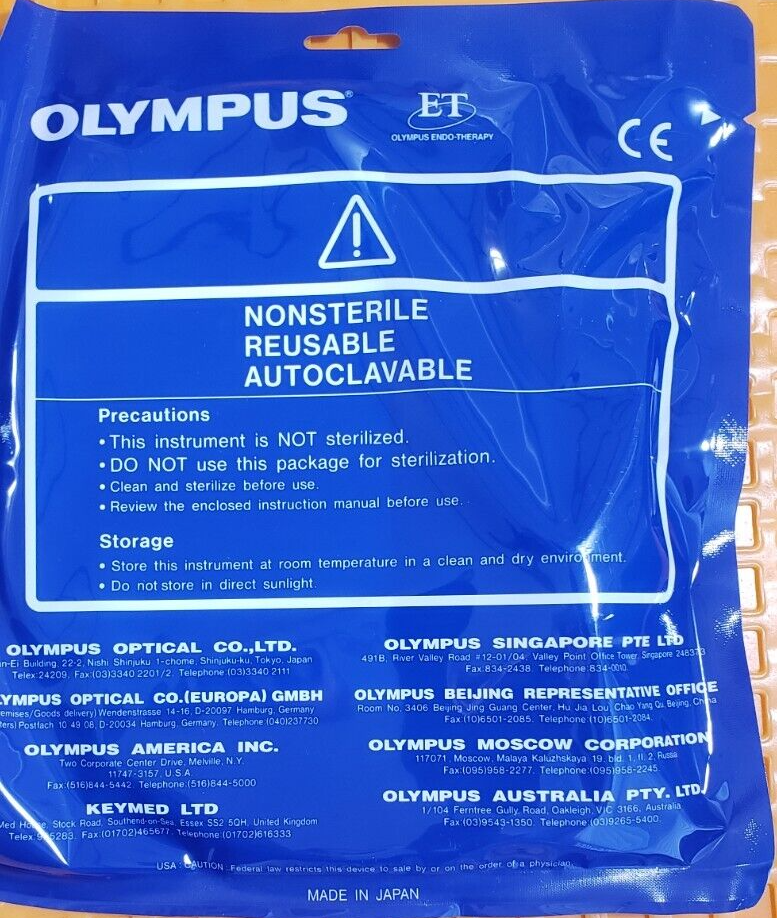 OLYMPUS®
ET
OLYMPUS ENDO-THERAPY
CE
!
NONSTERILE
REUSABLE
AUTOCLAVABLE
Precautions
• This instrument is NOT sterilized.
• DO NOT use this package for sterilization.
• Clean and sterilize before use.
• Review the enclosed instruction manual before use.
Storage
• Store this instrument at room temperature in a clean and dry environment.
• Do not store in direct sunlight.
OLYMPUS OPTICAL CO.,LTD.
Building, 22-2, Nishi Shinjuku 1-chome, Shinjuku-ku, Tokyo, Japan
Telex:24209, Fax:(03)3340 2201/2. Telephone (03)3340 2111
OPTICAL CO.(EUROPA) GMBH
delivery) Wendenstrasse 14-16, D-20097 Hamburg, Germany
Postfach 10 49 08, D-20034 Hamburg, Germany. Telephone (040)237730
OLYMPUS AMERICA INC.
Two Corporate Center Drive, Melville, N.Y.
11747-3157, U.S.A.
Fax:(516)844-5442. Telephone:(516)844-5000
KEYMED LTD
Stock Road, Southend-on-Sea, Essex SS2 5QH, United Kingdom
Fax:(01702)465677, Telephone:(01702)616333
OLYMPUS SINGAPORE PTE LTD
491B, River Valley Road #12-01/04, Valley Point Office Tower, Singapore 248373
Fax:834-2438. Telephone:834-0010.
OLYMPUS BEIJING REPRESENTATIVE OFFICE
Room No. 3406 Beijing Jing Guang Center, Hu Jia Lou, Chao Yang Qu, Beijing, China
Fax:(10)6501-2085. Telephone:(10)6501-2084.
OLYMPUS MOSCOW CORPORATION
117071, Moscow, Malaya Kaluzhskaya 19, bld. 1, fl. 2, Russia
Fax:(095)958-2277, Telephone:(095)958-2245.
OLYMPUS AUSTRALIA PTY. LTD.
1/104 Ferntree Gully Road, Oakleigh, VIC 3166, Australia
Fax:(03)9543-1350. Telephone:(03)9265-5400.
USA: CAUTION: Federal law restricts this device to sale by or on the order of a physician.
MADE IN JAPAN